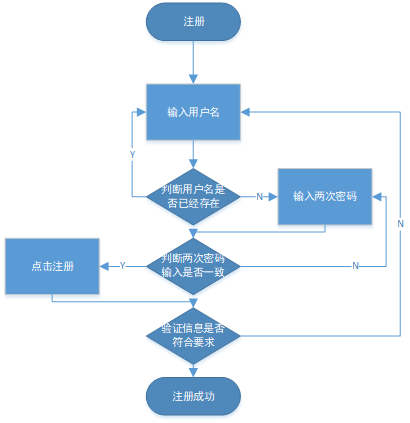 注册
输入用户名
Y
判断用户名是
否已经存在
N
输入两次密码
N
判断两次密码
输入是否一致
点击注册
Y
N
验证信息是否
符合要求
注册成功